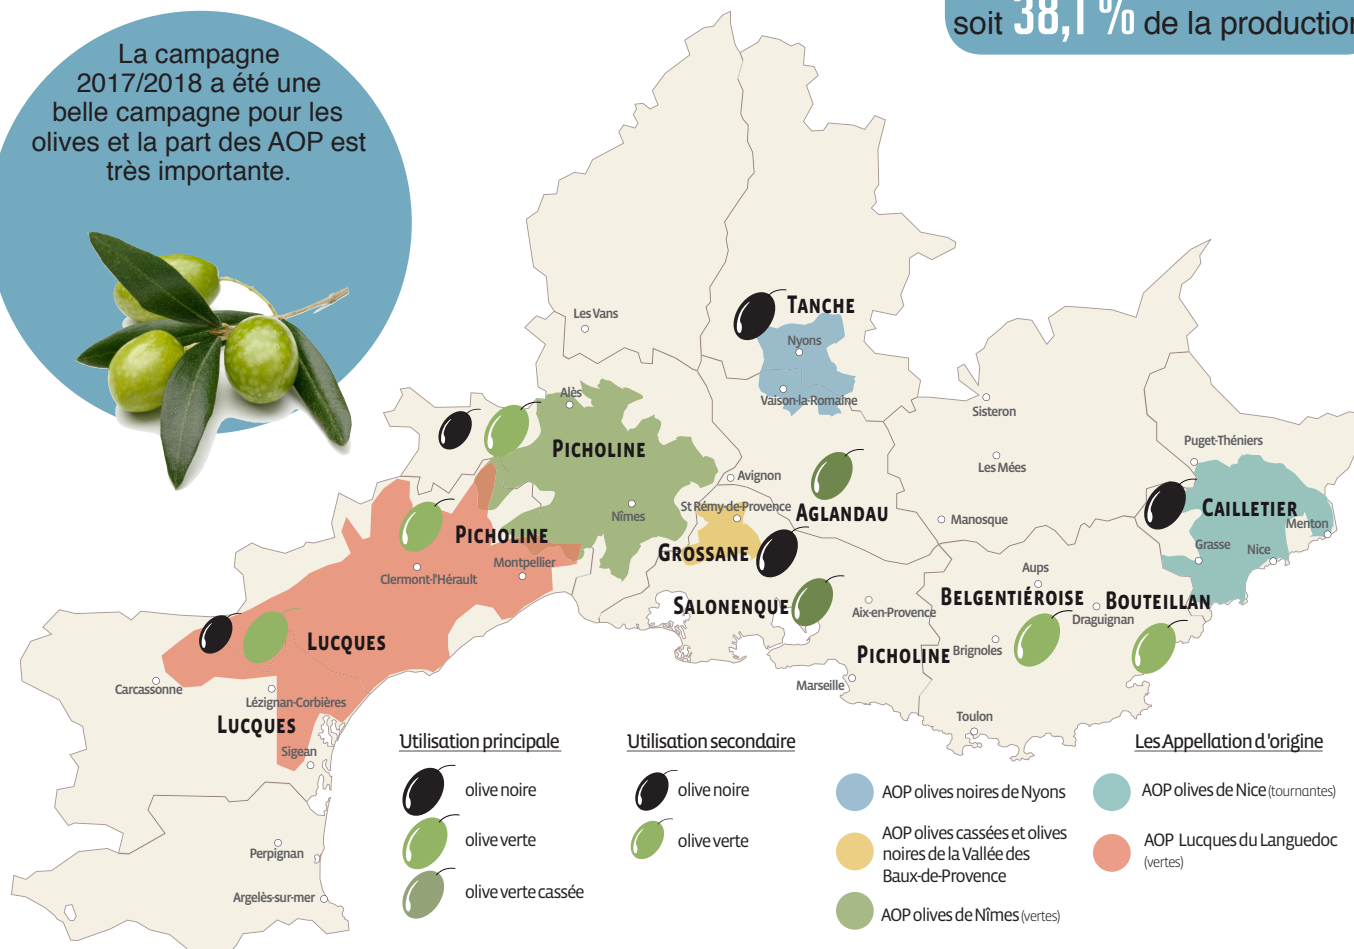 La campagne
2017/2018 a été une
belle campagne pour les
olives et la part des AOP est
très importante.
soit 38,1 % de la production
Les Vans
TANCHE
Nyons
Vaison-la-Romaine
Alès
PICHOLINE
Sisteron
Puget-Théniers
Les Mées
Avignon
St Rémy-de-Provence
AGLANDAU
Nîmes
Manosque
CAILLETIER
Menton
PICHOLINE
GROSSANE
Grasse
Nice
Montpellier
Clermont-l'Hérault
Aups
BELGENTIÉROISE
BOUTEILLAN
SALONENQUE
Aix-en-Provence
Draguignan
LUCQUES
PICHOLINE
Brignoles
Carcassonne
Marseille
Lézignan-Corbières
LUCQUES
Toulon
Sigean
Perpignan
Argelès-sur-mer
Utilisation principale
olive noire
olive verte
olive verte cassée
Utilisation secondaire
olive noire
olive verte
Les Appellation d'origine
AOP olives noires de Nyons
AOP olives cassées et olives
noires de la Vallée des
Baux-de-Provence
AOP olives de Nîmes (vertes)
AOP olives de Nice (tournantes)
AOP Lucques du Languedoc
(vertes)